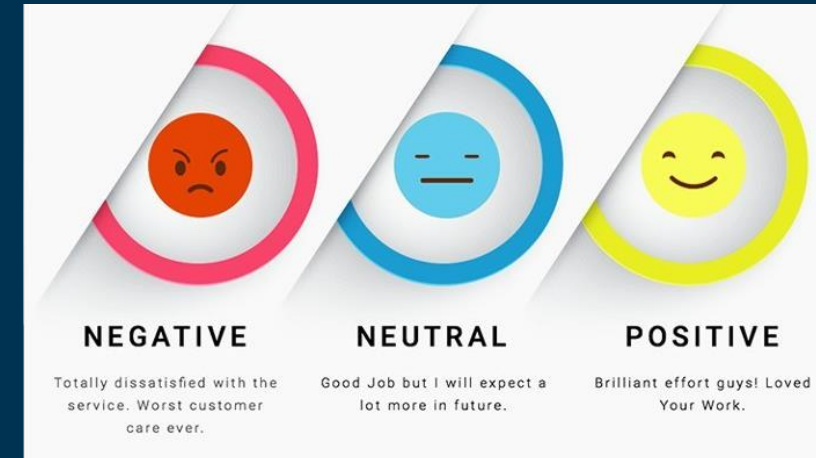 NEGATIVE
Totally dissatisfied with the
service. Worst customer
care ever.
NEUTRAL
Good Job but I will expect a
lot more in future.
POSITIVE
Brilliant effort guys! Loved
Your Work.